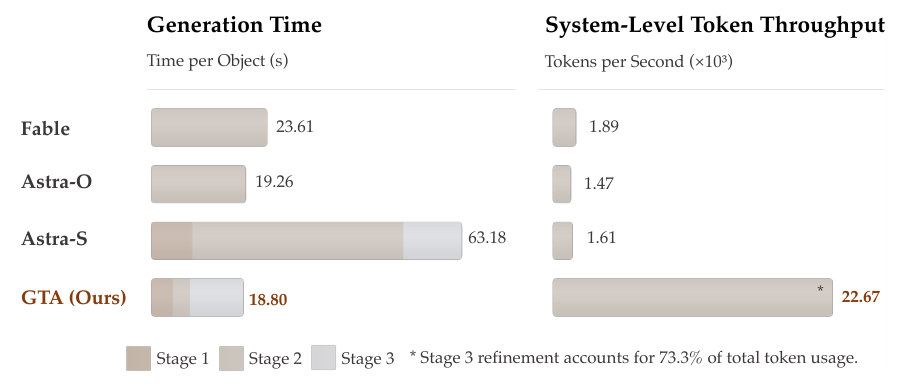 Generation Time
System-Level Token Throughput
Time per Object (s)
Tokens per Second (×10³)
Fable
23.61
1.89
Astra-O
19.26
1.47
Astra-S
63.18
1.61
GTA (Ours)
18.80
*
22.67
Stage 1
Stage 2
Stage 3
* Stage 3 refinement accounts for 73.3% of total token usage.